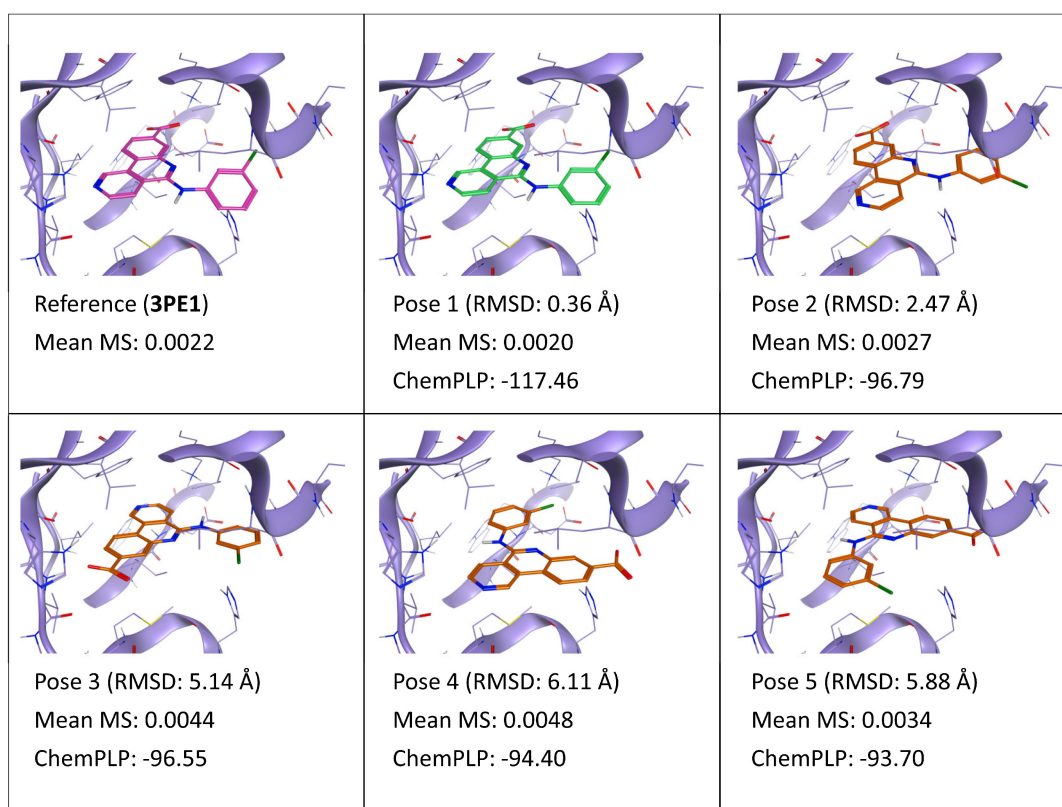 Reference (3PE1)
Mean MS: 0.0022
Pose 1 (RMSD: 0.36 Å)
Mean MS: 0.0020
ChemPLP: -117.46
Pose 2 (RMSD: 2.47 Å)
Mean MS: 0.0027
ChemPLP: -96.79
Pose 3 (RMSD: 5.14 Å)
Mean MS: 0.0044
ChemPLP: -96.55
Pose 4 (RMSD: 6.11 Å)
Mean MS: 0.0048
ChemPLP: -94.40
Pose 5 (RMSD: 5.88 Å)
Mean MS: 0.0034
ChemPLP: -93.70